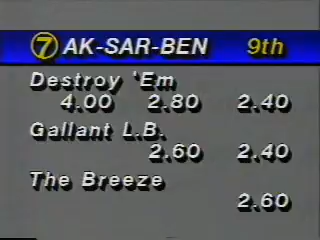 7 AK-SAR-BEN 9th
Destroy 'Em
4.00 2.80 2.40
Gallant L.B.
2.60 2.40
The Breeze
2.60